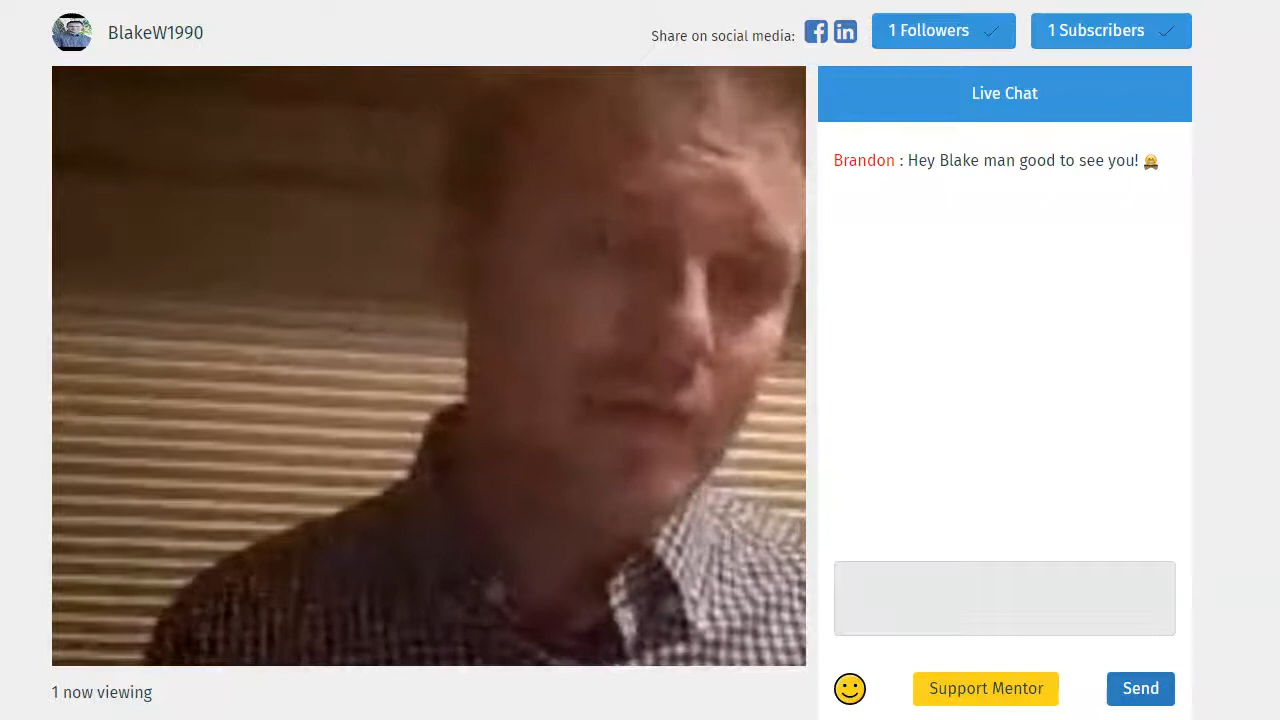 BlakeW1990
Share on social media:
1 Followers
1 Subscribers
Live Chat
Brandon : Hey Blake man good to see you!
1 now viewing
Support Mentor
Send